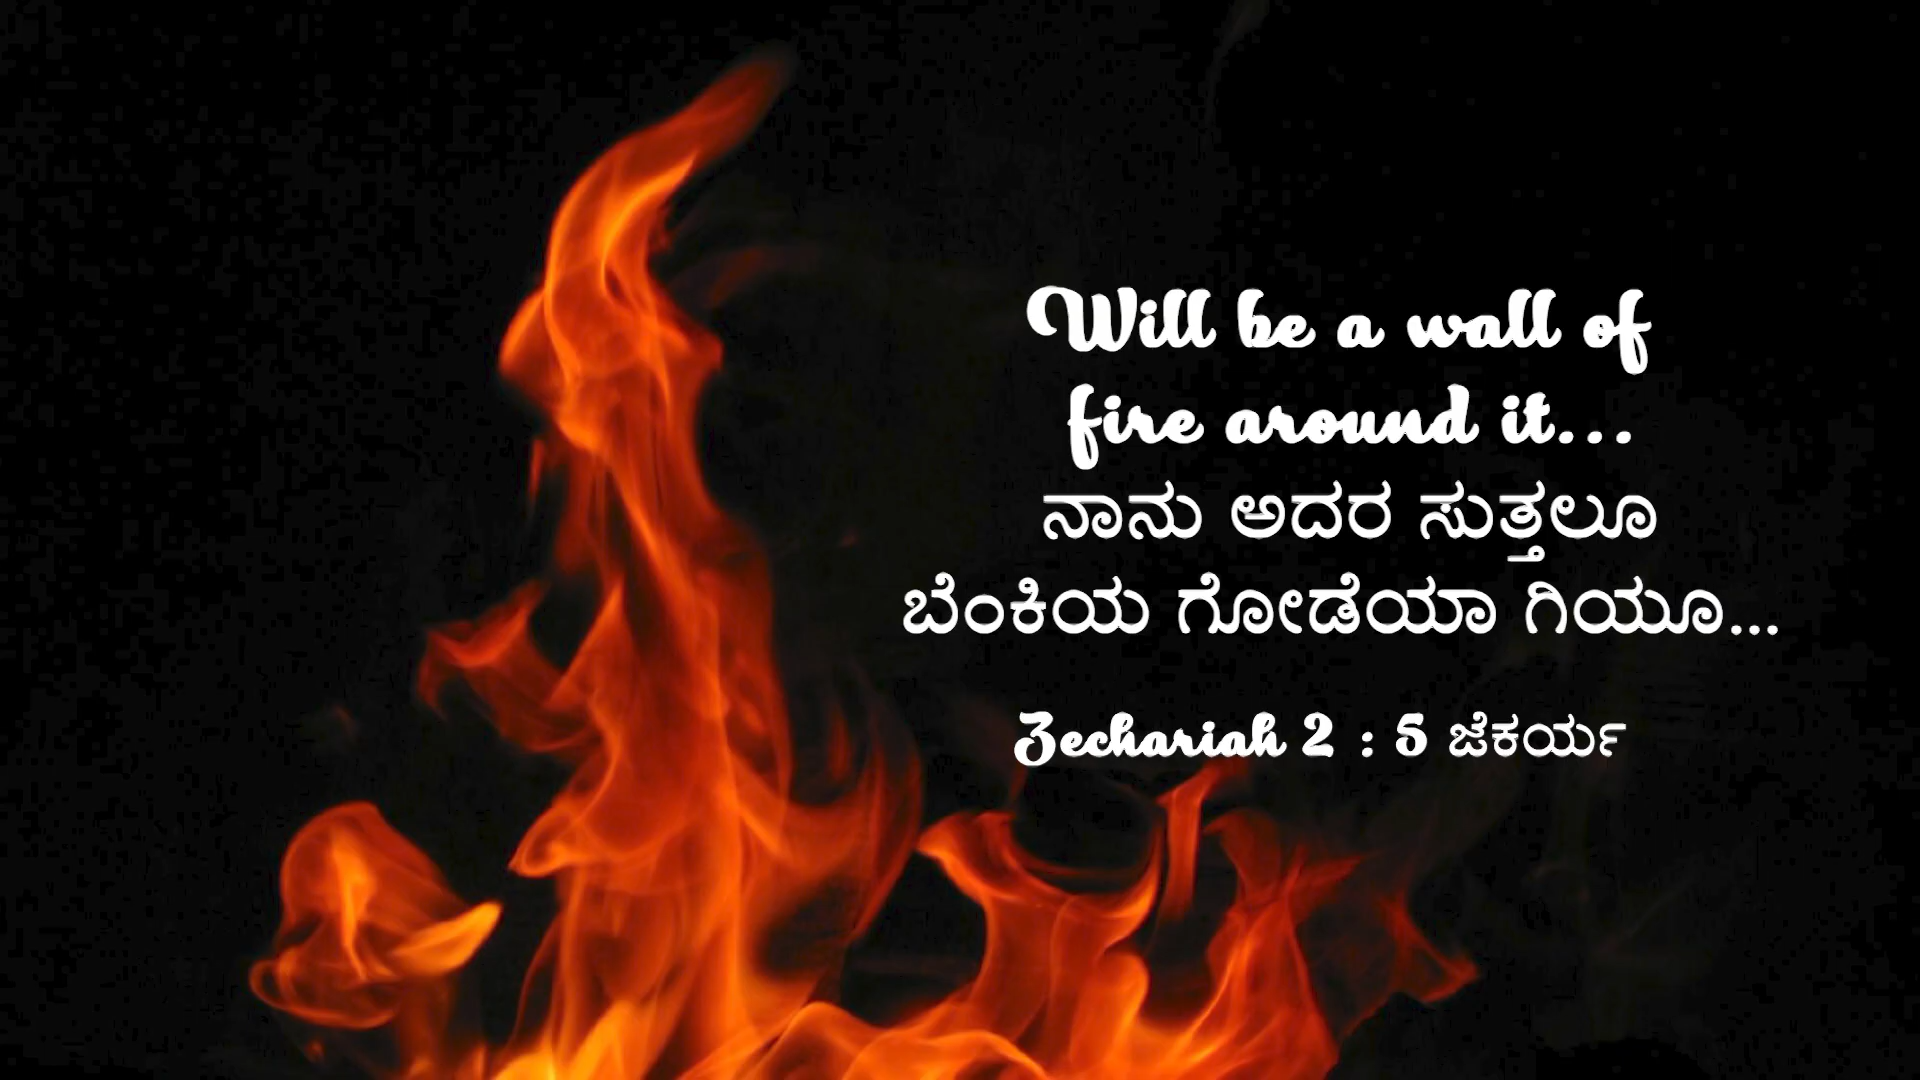 Will be a wall of
fire around it...
ನಾನು ಅದರ ಸುತ್ತಲೂ
ಬೆಂಕಿಯ ಗೋಡೆಯಾ ಗಿಯೂ...
Zechariah 2 : 5 ಜೆಕರ್ಯ